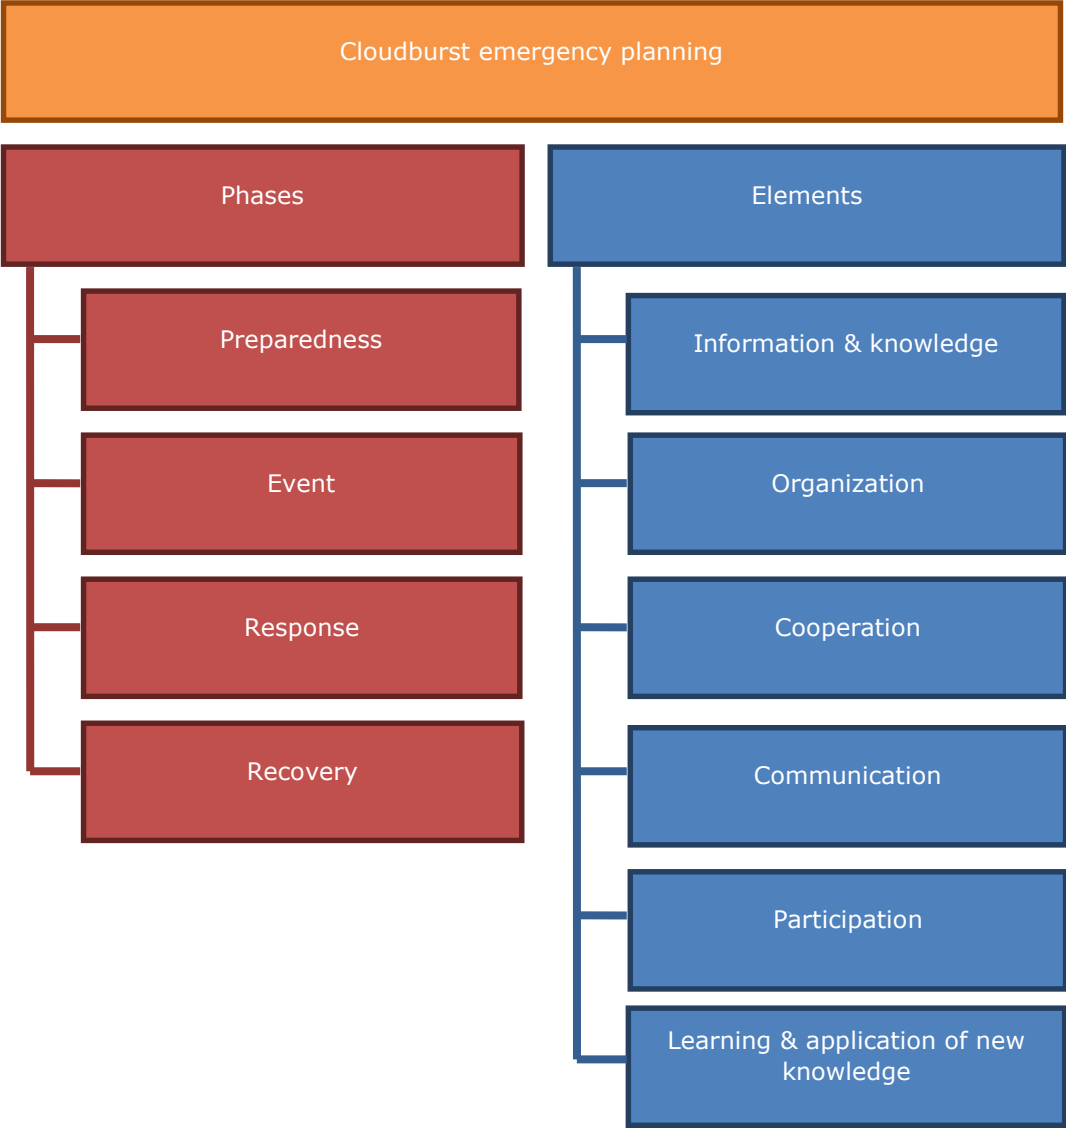 Cloudburst emergency planning
Phases
Preparedness
Event
Response
Recovery
Elements
Information & knowledge
Organization
Cooperation
Communication
Participation
Learning & application of new
knowledge